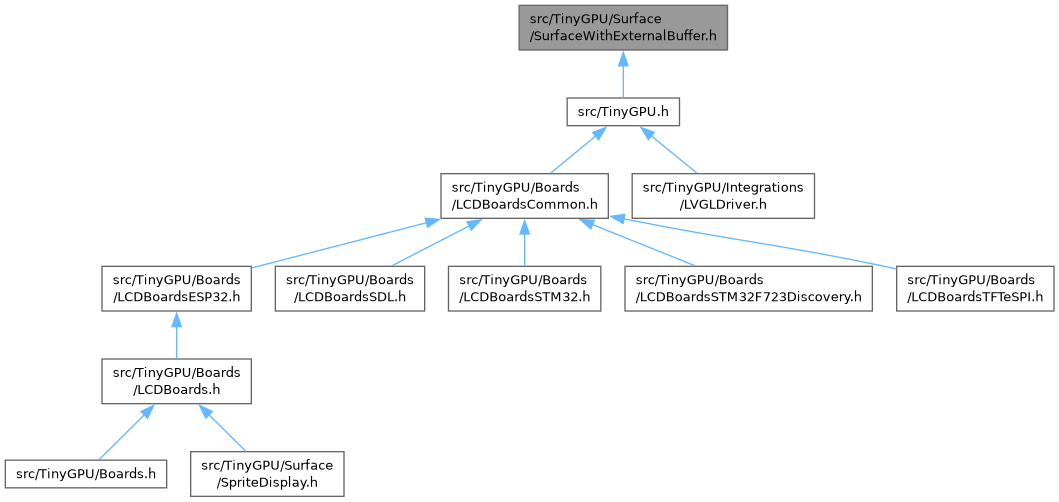 src/TinyGPU/Surface
/SurfaceWithExternalBuffer.h
src/TinyGPU.h
src/TinyGPU/Boards
/LCDBoardsCommon.h
src/TinyGPU/Integrations
/LVGLDriver.h
src/TinyGPU/Boards
/LCDBoardsESP32.h
src/TinyGPU/Boards
/LCDBoardsSDL.h
src/TinyGPU/Boards
/LCDBoardsSTM32.h
src/TinyGPU/Boards
/LCDBoardsSTM32F723Discovery.h
src/TinyGPU/Boards
/LCDBoardsTFTeSPI.h
src/TinyGPU/Boards
/LCDBoards.h
src/TinyGPU/Boards.h
src/TinyGPU/Surface
/SpriteDisplay.h